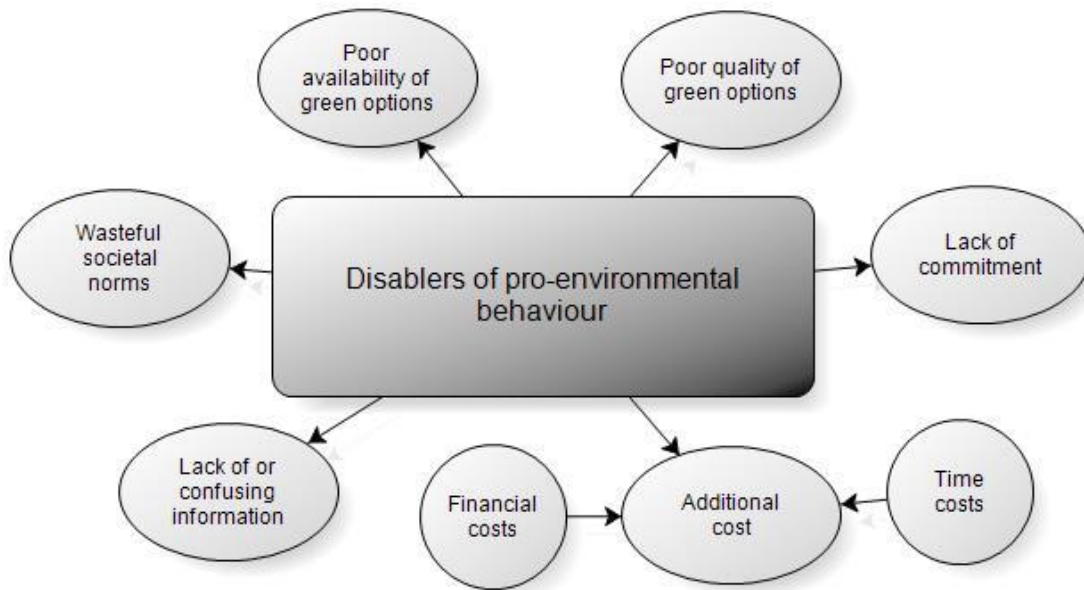 Poor
availability of
green options
Poor quality of
green options
Wasteful
societal
norms
Disablers of pro-environmental
behaviour
Lack of
commitment
Lack of or
confusing
information
Financial
costs
Additional
cost
Time
costs